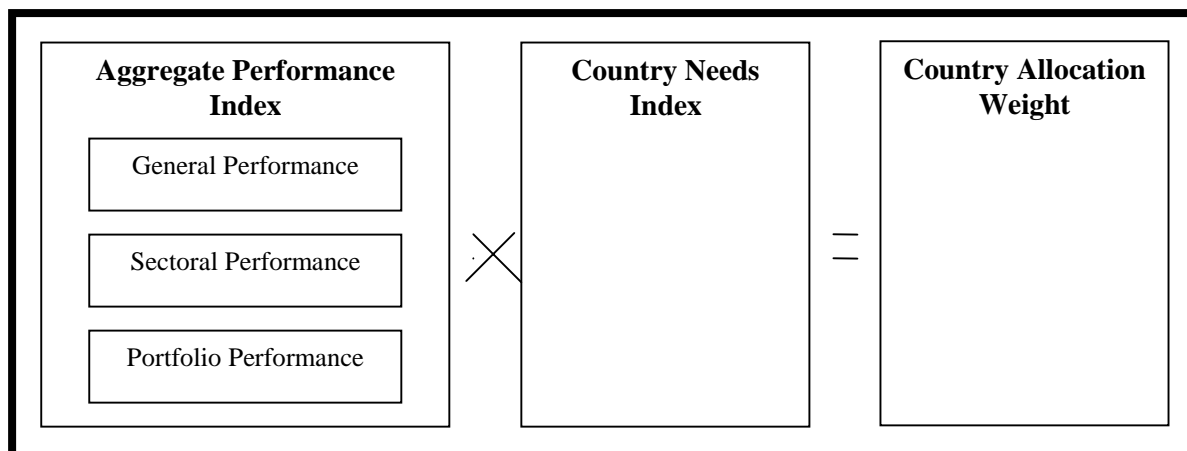 Aggregate Performance
Index
General Performance
Sectoral Performance
Portfolio Performance
Country Needs
Index
=
Country Allocation
Weight